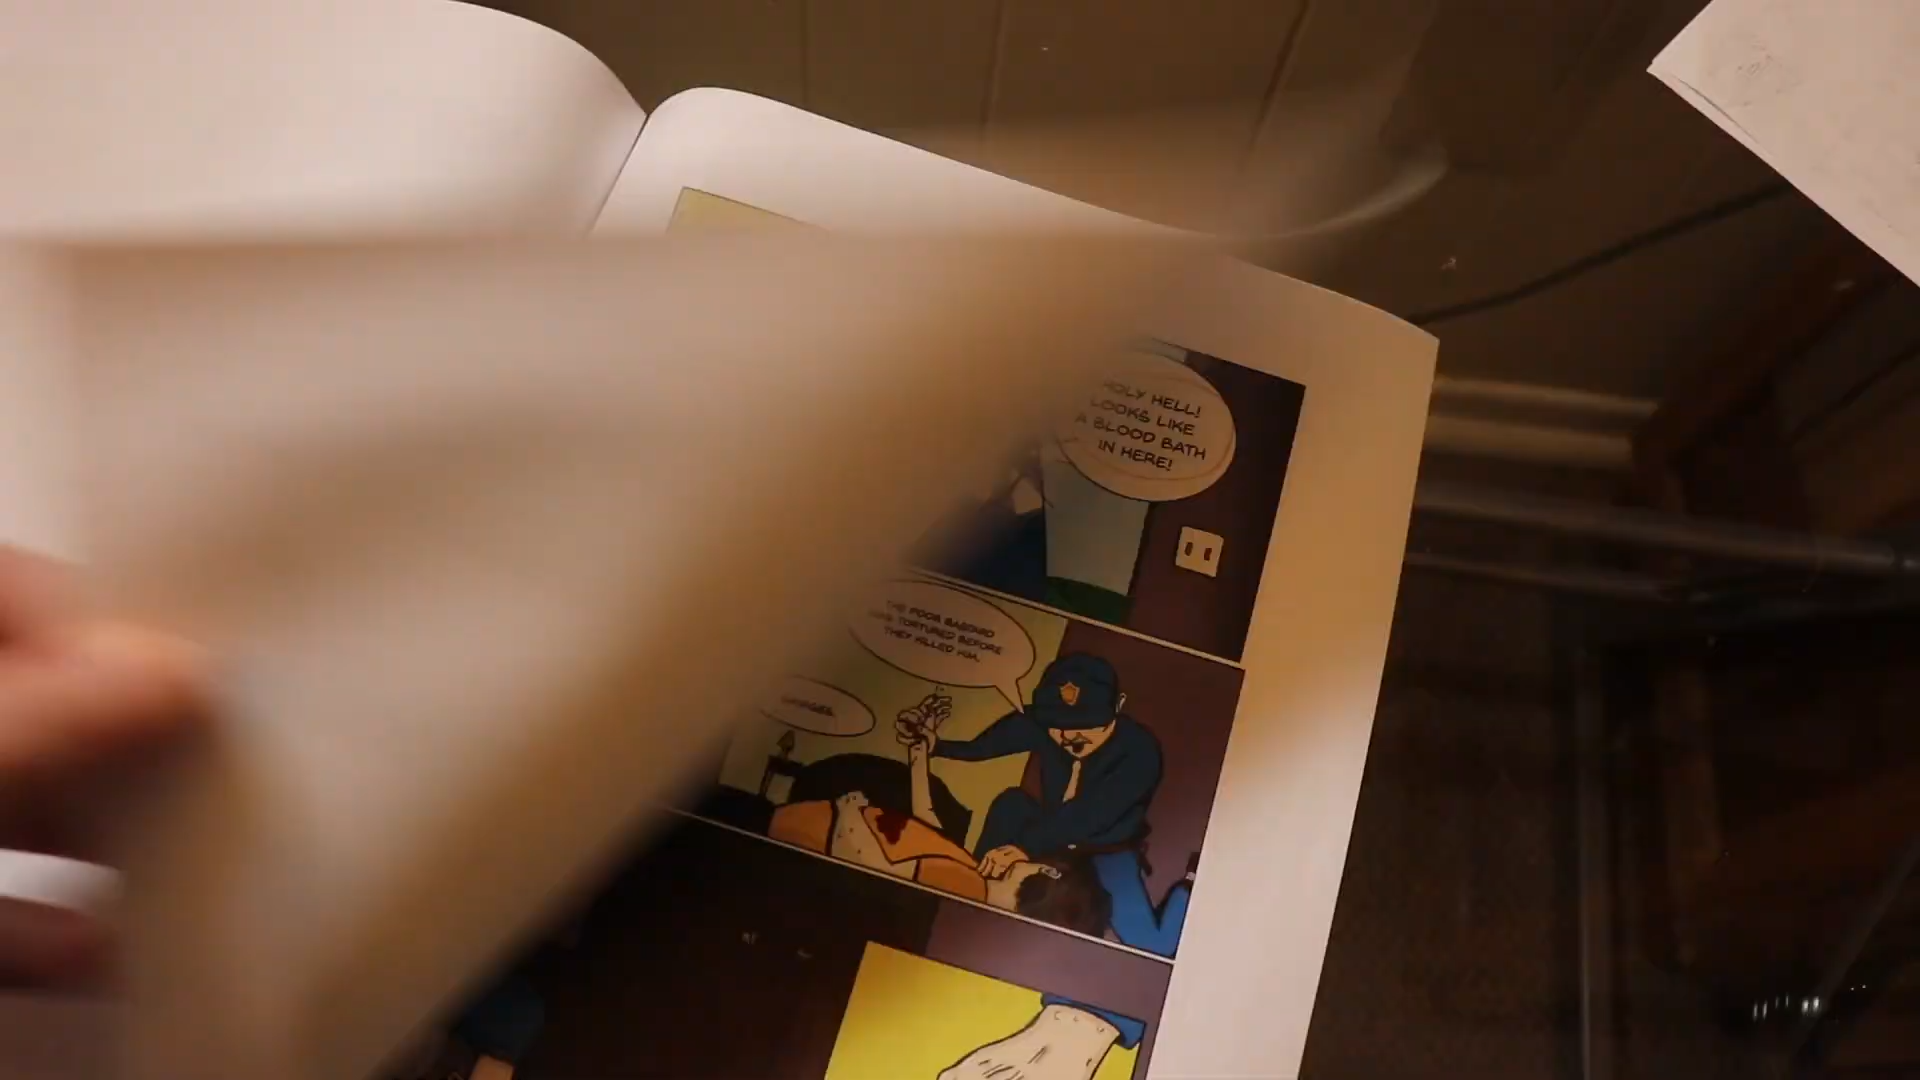 HOLY HELL!
LOOKS LIKE
A BLOOD BATH
IN HERE!
THE POOR BASTARD
WAS TORTURED BEFORE
THEY KILLED HIM.